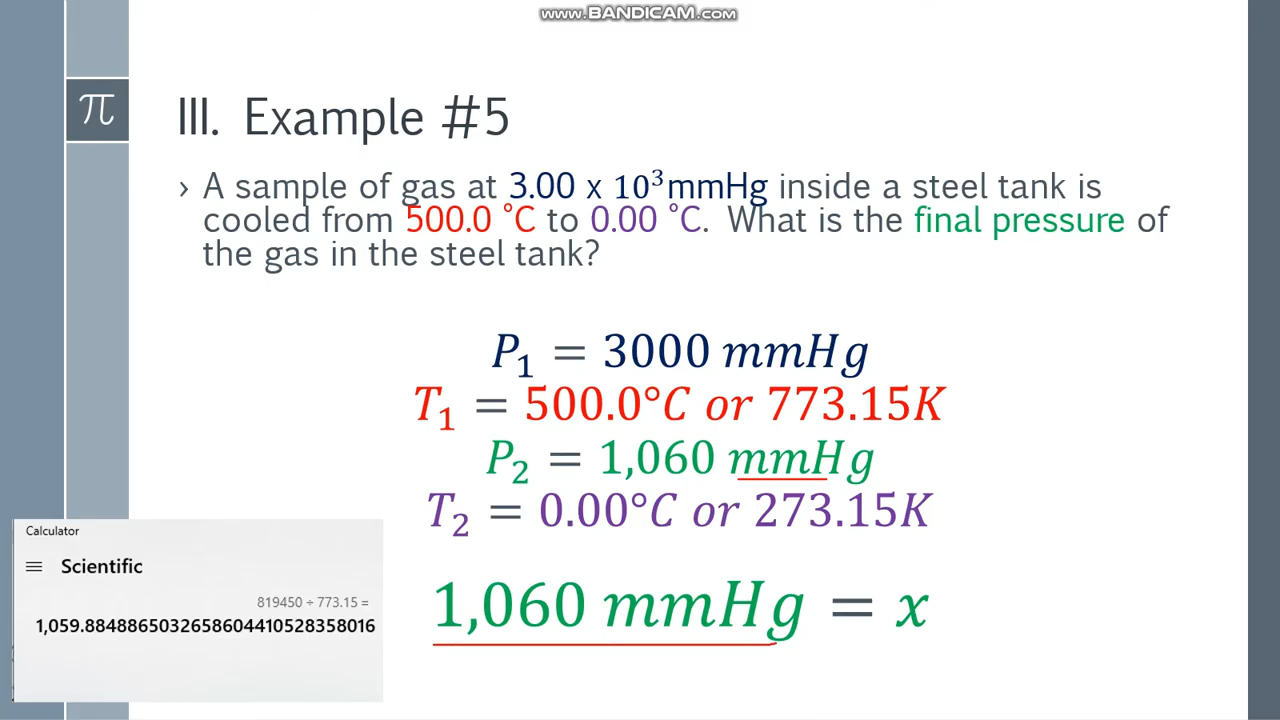 www.BANDICAM.com
π
III. Example #5
› A sample of gas at 3.00 x 10³mmHg inside a steel tank is
cooled from 500.0 °C to 0.00 °C. What is the final pressure of
the gas in the steel tank?
P₁ = 3000 mmHg
T₁ = 500.0°C or 773.15K
P₂ = 1,060 mmHg
T₂ = 0.00°C or 273.15K
1,060 mmHg = x
Calculator
Scientific
819450 ÷ 773.15 =
1,059.8848865032658604410528358016